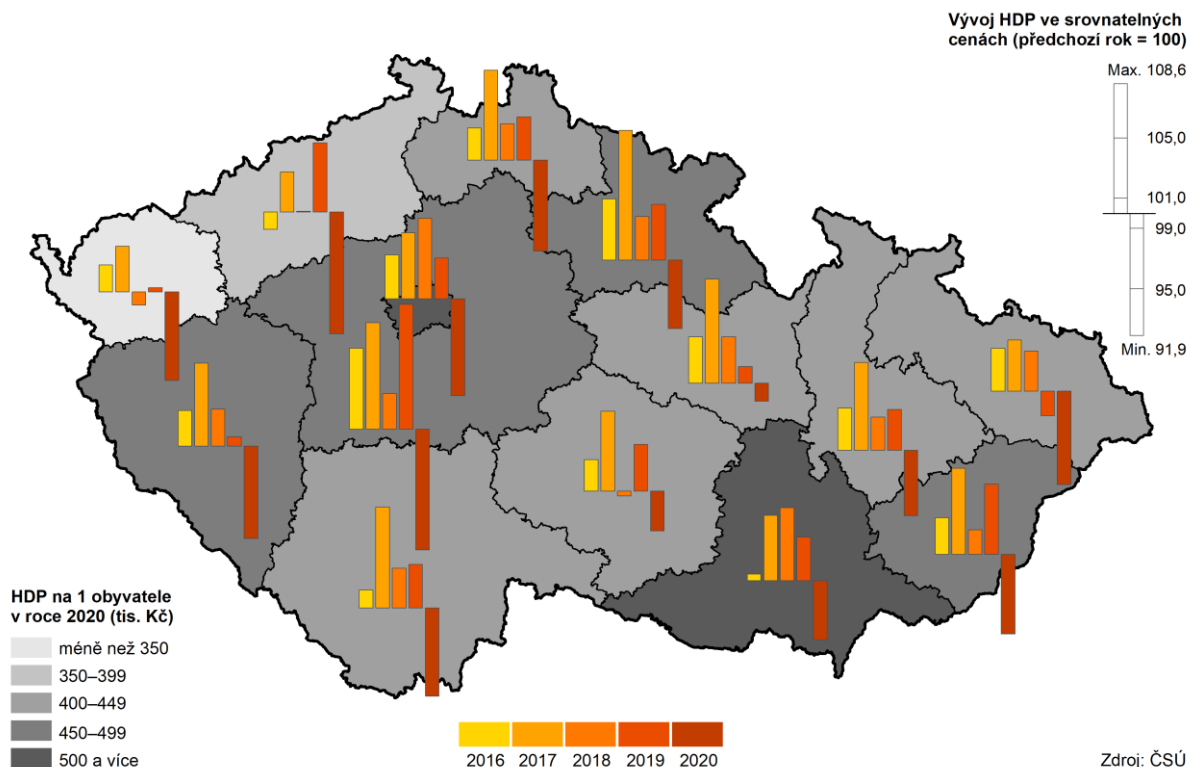 Vývoj HDP ve srovnatelných
cenách (předchozí rok = 100)
Max. 108,6
105,0
101,0
99,0
95,0
Min. 91,9
HDP na 1 obyvatele
v roce 2020 (tis. Kč)
méně než 350
350–399
400–449
450–499
500 a více
2016 2017 2018 2019 2020
Zdroj: ČSÚ